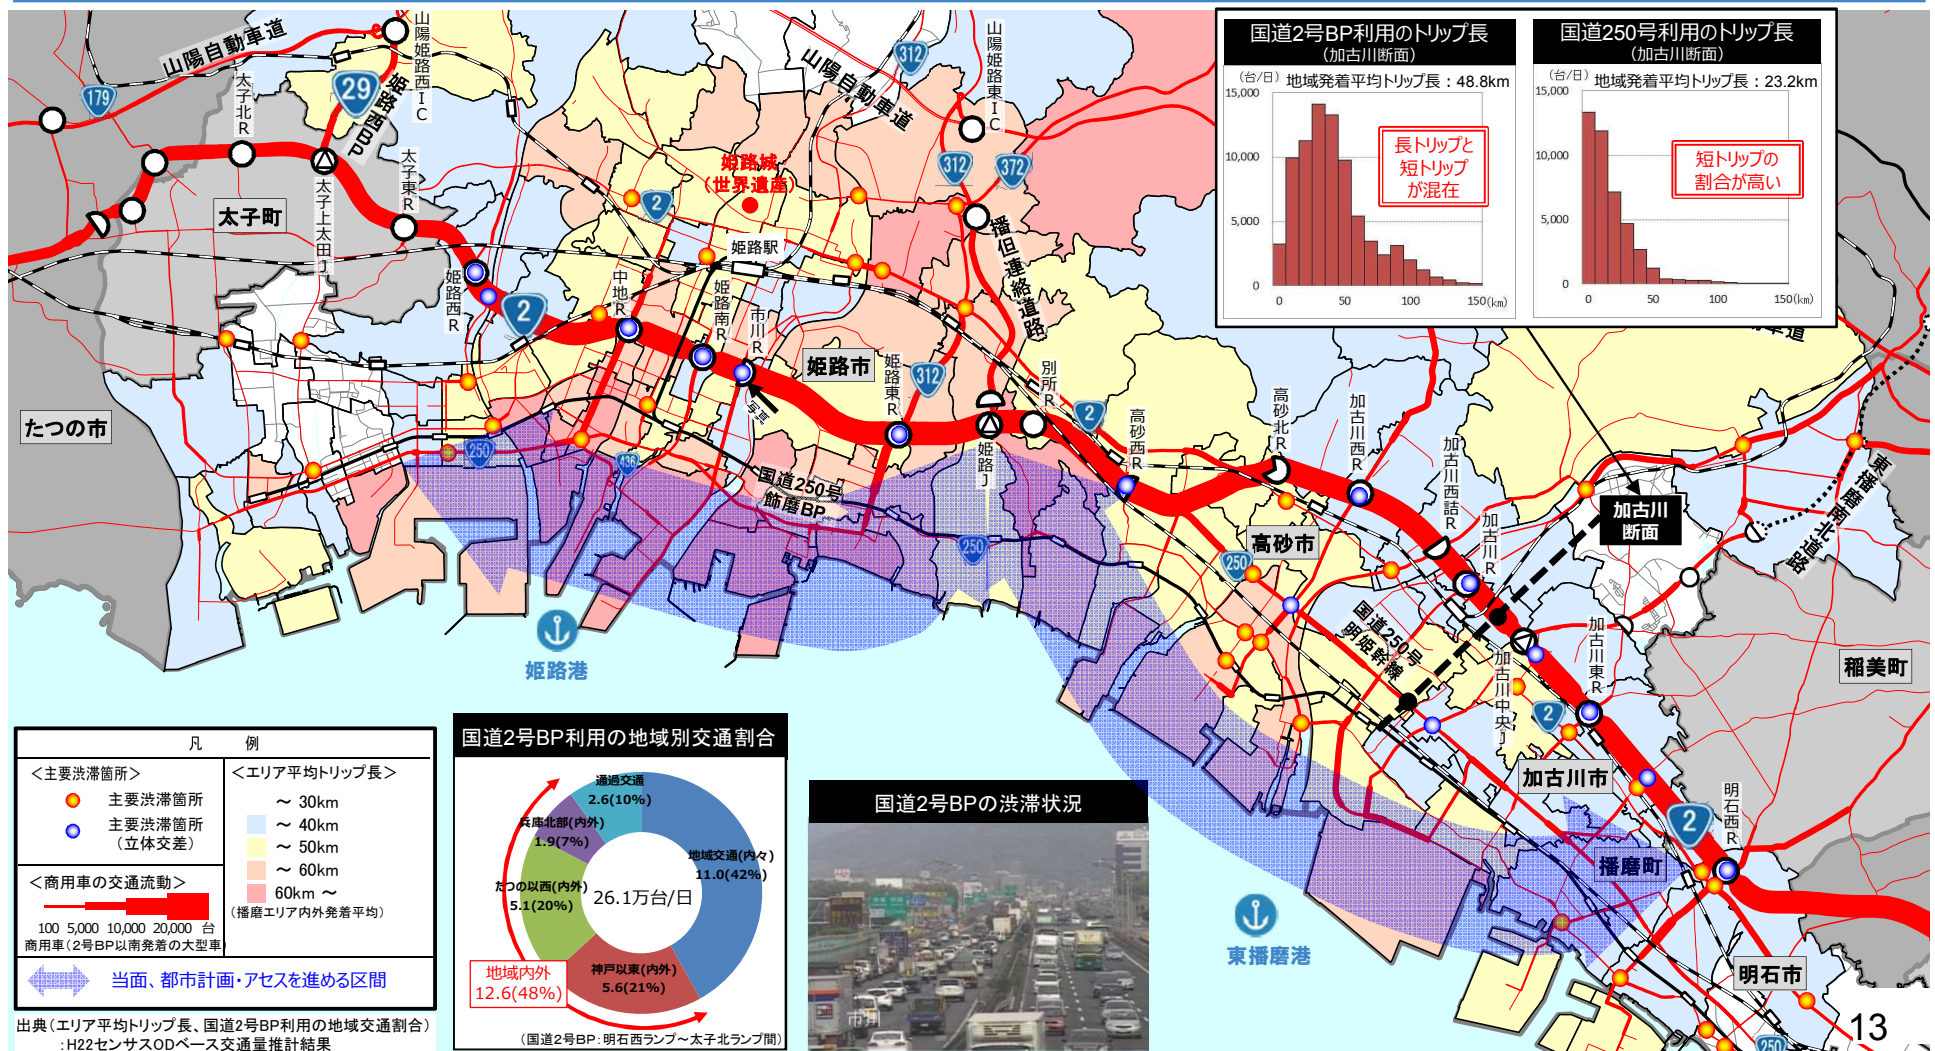 国道2号BP利用のトリップ長
(加古川断面)
(台/日) 地域発着平均トリップ長：48.8km
15,000
10,000
5,000
0
0 50 100 150(km)
長トリップと
短トリップ
が混在
国道250号利用のトリップ長
(加古川断面)
(台/日) 地域発着平均トリップ長：23.2km
15,000
10,000
5,000
0
0 50 100 150(km)
短トリップの
割合が高い
山陽自動車道
179
太子北R
29
姫路西BP
山陽姫路西IC
312
山陽自動車道
山陽姫路東IC
312
372
太子町
太子上太田J
太子東R
姫路城
(世界遺産)
2
姫路駅
播但連絡道路
姫路西R
2
中地R
姫路南R
市川R
写真
姫路市
姫路東R
312
別所R
2
高砂西R
高砂北R
加古川西R
加古川西詰R
加古川R
加古川
断面
東播磨南北道路
動車道
たつの市
250
436
国道250号
飾磨BP
姫路J
250
高砂市
250
国道250号
明姫幹線
加古川中央J
加古川東R
稲美町
2
加古川市
明石西R
2
播磨町
明石市
250
姫路港
東播磨港
凡 例
＜主要渋滞箇所＞
主要渋滞箇所
主要渋滞箇所
(立体交差)
＜エリア平均トリップ長＞
～ 30km
～ 40km
～ 50km
～ 60km
60km ～
(播磨エリア内外発着平均)
＜商用車の交通流動＞
100 5,000 10,000 20,000 台
商用車(2号BP以南発着の大型車)
当面、都市計画・アセスを進める区間
出典(エリア平均トリップ長、国道2号BP利用の地域交通割合)
:H22センサスODベース交通量推計結果
国道2号BP利用の地域別交通割合
通過交通
2.6(10%)
兵庫北部(内外)
1.9(7%)
たつの以西(内外)
5.1(20%)
地域交通(内々)
11.0(42%)
26.1万台/日
神戸以東(内外)
5.6(21%)
地域内外
12.6(48%)
(国道2号BP：明石西ランプ～太子北ランプ間)
国道2号BPの渋滞状況
市川
13